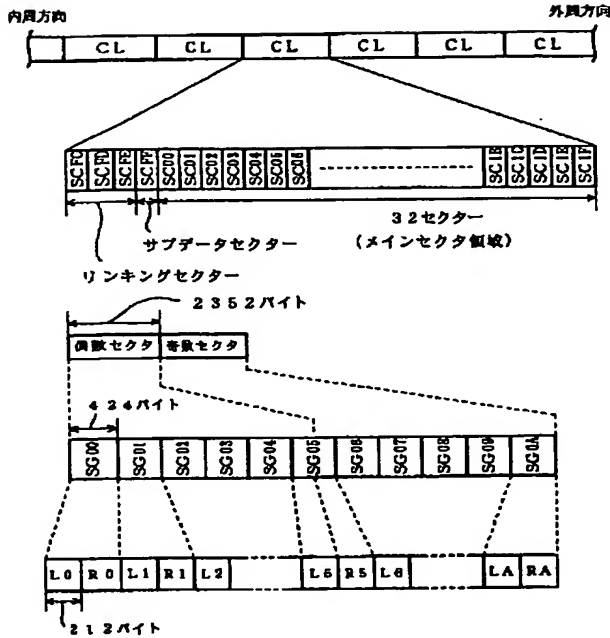 内周方向
外周方向
CL CL CL CL CL CL
SCFC SCFD SCFE SCFF SC00 SC01 SC02 SC03 SC04 SC05 SC06 SC1B SC1C SC1D SC1E SC1F
32セクター
サブデータセクター
(メインセクタ領域)
リンキングセクター
2352バイト
偶数セクタ 奇数セクタ
424バイト
SG00 SG01 SG02 SG03 SG04 SG05 SG06 SG07 SG08 SG09 SG0A
L0 R0 L1 R1 L2 L5 R5 L6 LA RA
212バイト